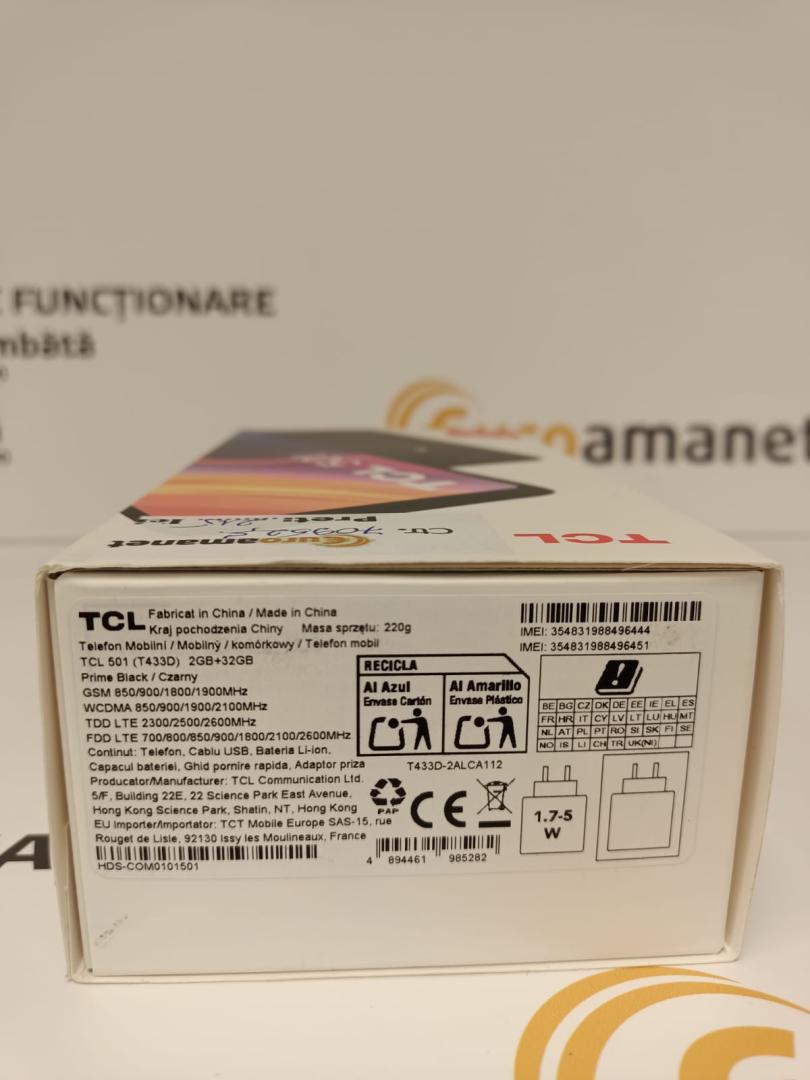 FUNCȚIONARE
mbătă
Euroamanet
TCL
TCL
Ctr.
Preț: lei
Euroamanet
TCL Fabricat in China / Made in China
Kraj pochodzenia Chiny Masa sprzętu: 220g
Telefon Mobilní / Mobilný / komórkowy / Telefon mobil
TCL 501 (T433D) 2GB+32GB
Prime Black / Czarny
GSM 850/900/1800/1900MHz
WCDMA 850/900/1900/2100MHz
TDD LTE 2300/2500/2600MHz
FDD LTE 700/800/850/900/1800/2100/2600MHz
Continut: Telefon, Cablu USB, Bateria Li-ion,
Capacul bateriei, Ghid pornire rapida, Adaptor priza
Producator/Manufacturer: TCL Communication Ltd.
5/F, Building 22E, 22 Science Park East Avenue,
Hong Kong Science Park, Shatin, NT, Hong Kong
EU Importer/Importator: TCT Mobile Europe SAS-15, rue
Rouget de Lisle, 92130 Issy les Moulineaux, France
HDS-COM0101501
IMEI: 354831988496444
IMEI: 354831988496451
RECICLA
Al Azul
Envase Cartón
Al Amarillo
Envase Plástico
T433D-2ALCA112
BE BG CZ DK DE EE IE EL ES
FR HR IT CY LV LT LU HU MT
NL AT PL PT RO SI SK FI SE
NO IS LI CH TR UK(NI)
PAP
CE
1.7-5
W
4 894461 985282